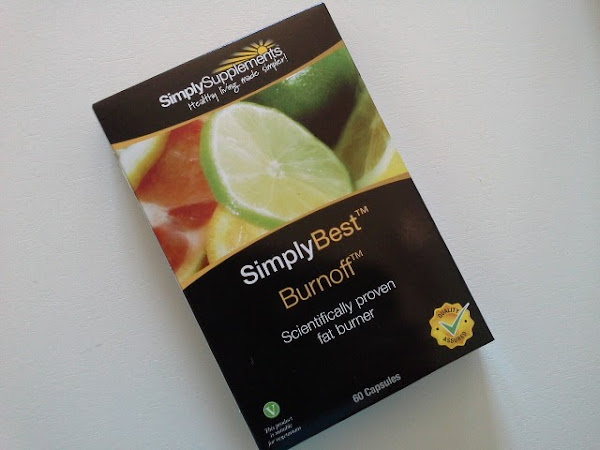 SimplySupplements
Healthy living made simpler!
SimplyBest™
Burnoff™
Scientifically proven
fat burner
QUALITY
ASSURED
60 Capsules
V
This product
is suitable
for vegetarians